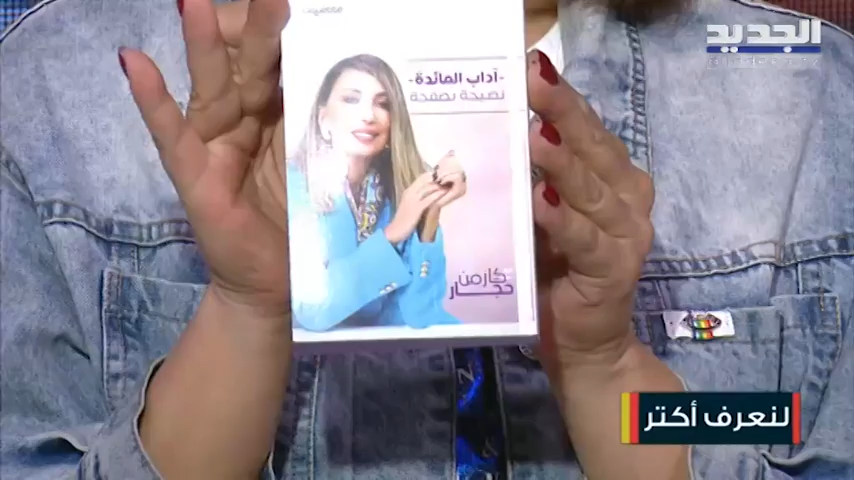 الجديد
-آداب المائدة-
نصيحة بصفحة
كارمن
حجار
لنعرف أكتر